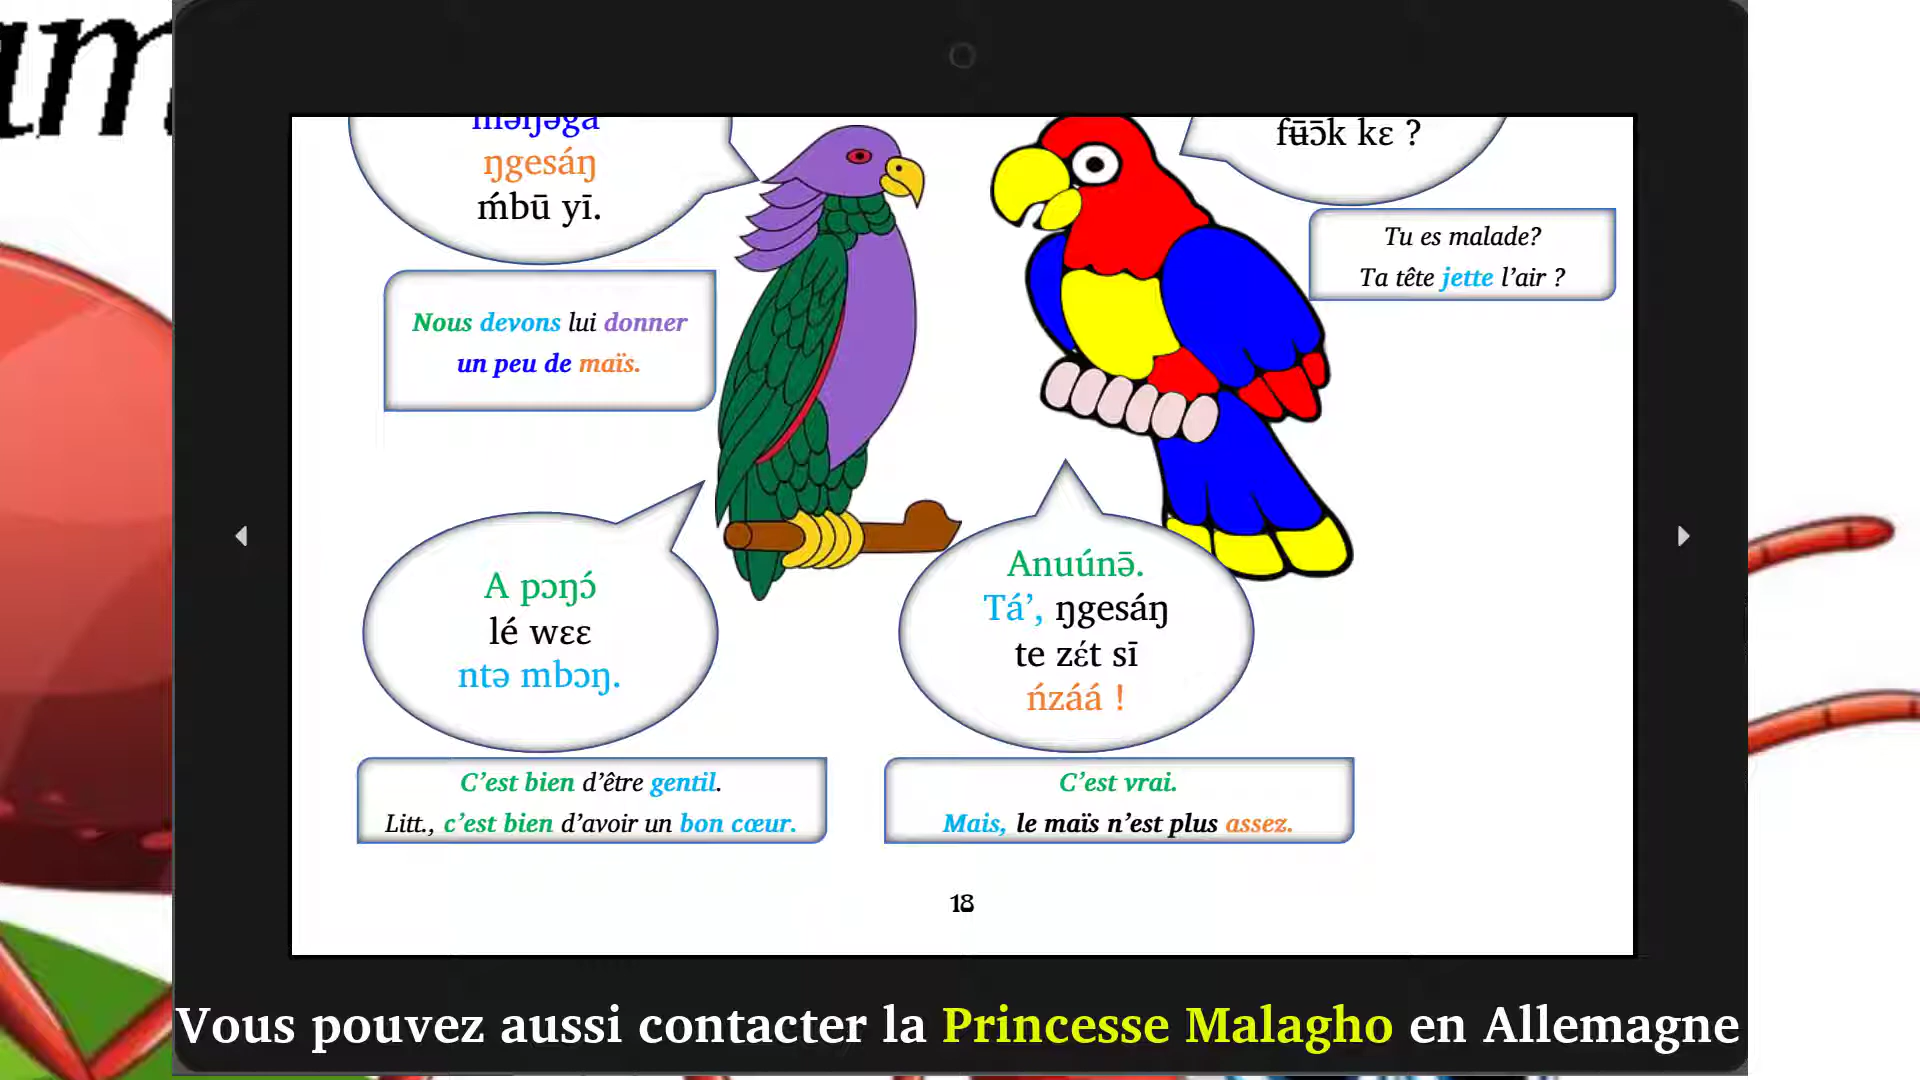 am
məŋəga
ŋgesáŋ
ḿbū yī.
fʉ̄ɔ̄k kɛ ?
Tu es malade?
Ta tête jette l’air ?
Nous devons lui donner
un peu de maïs.
A pɔŋɔ́
lé wɛɛ
ntə mbɔŋ.
Anuúnə̄.
Tá’, ŋgesáŋ
te zɛ́t sī
ńzáá !
C’est bien d’être gentil.
Litt., c’est bien d’avoir un bon cœur.
C’est vrai.
Mais, le maïs n’est plus assez.
18
Vous pouvez aussi contacter la Princesse Malagho en Allemagne